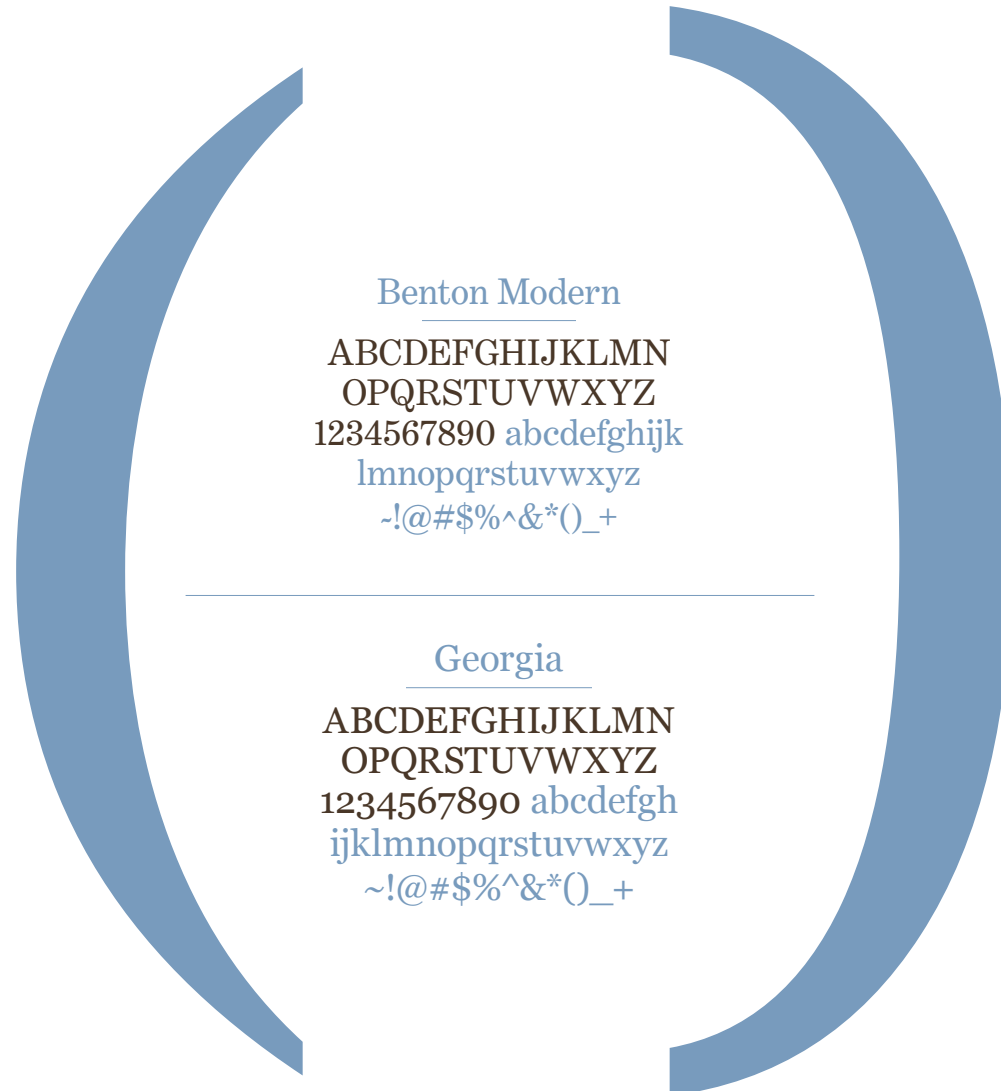 (
)
Benton Modern
ABCDEFGHIJKLMN
OPQRSTUVWXYZ
1234567890 abcdefghijk
lmnopqrstuvwxyz
~!@#$%^&*()_+
Georgia
ABCDEFGHIJKLMN
OPQRSTUVWXYZ
1234567890 abcdefgh
ijklmnopqrstuvwxyz
~!@#$%^&*()_+